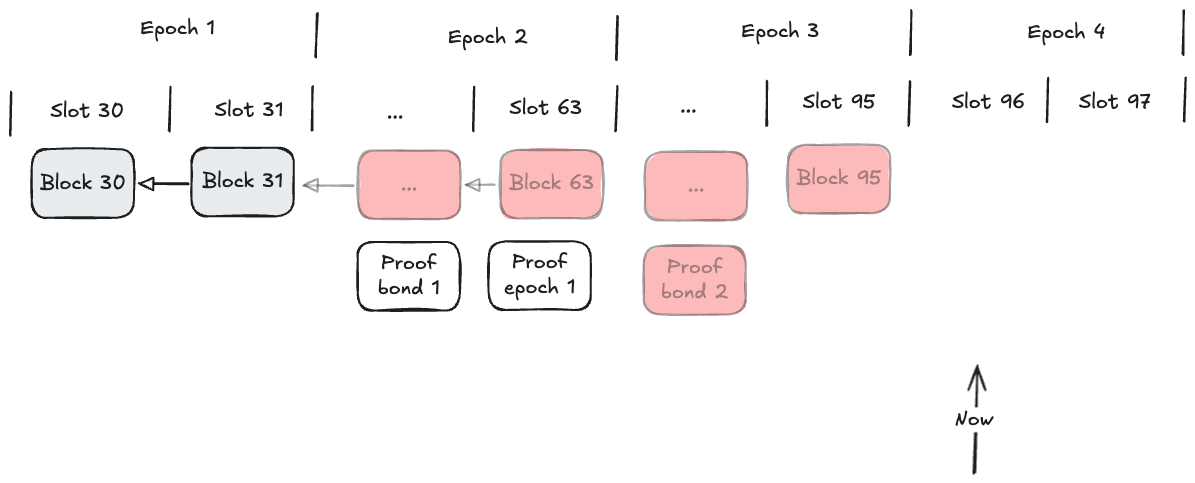 Epoch 1
Epoch 2
Epoch 3
Epoch 4
Slot 30
Slot 31
...
Slot 63
...
Slot 95
Slot 96
Slot 97
Block 30
Block 31
...
Block 63
...
Block 95
Proof
bond 1
Proof
epoch 1
Proof
bond 2
Now